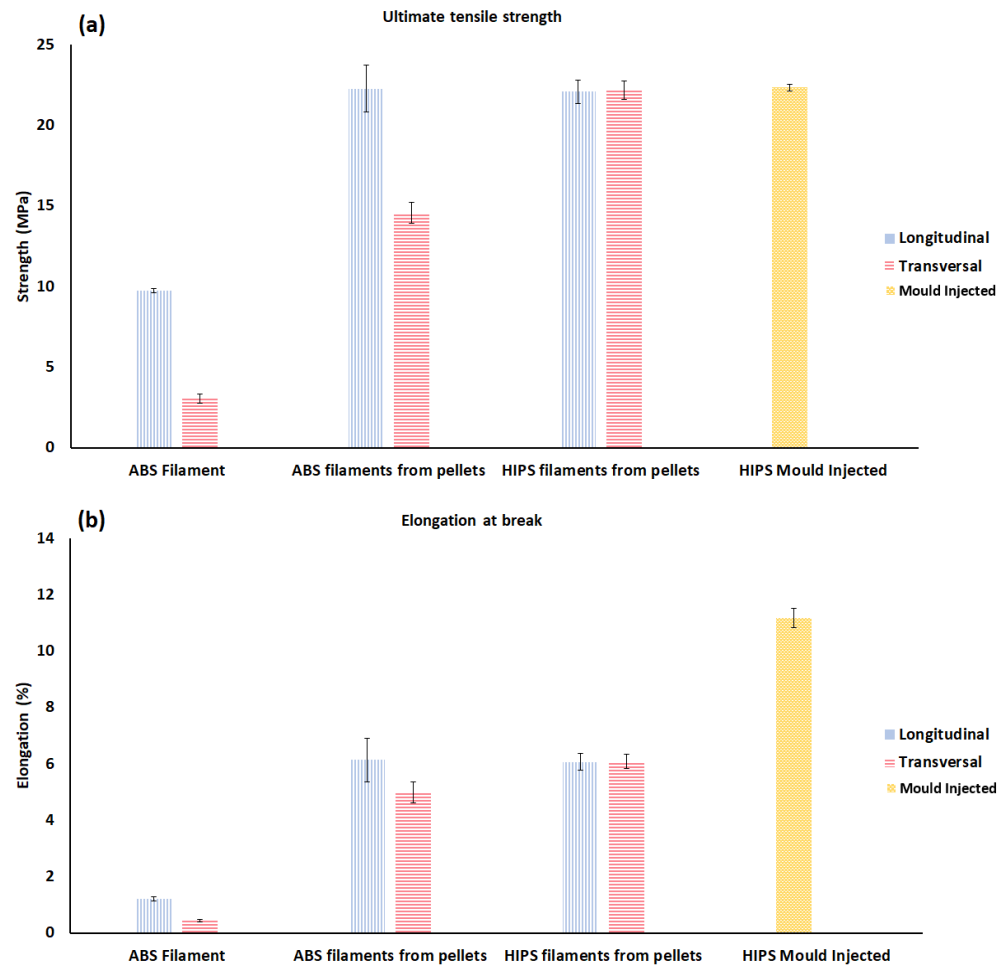 Ultimate tensile strength
(a)
25
20
15
10
5
0
Strength (MPa)
Longitudinal
Transversal
Mould Injected
ABS Filament
ABS filaments from pellets
HIPS filaments from pellets
HIPS Mould Injected
(b)
Elongation at break
14
12
10
8
6
4
2
0
Elongation (%)
Longitudinal
Transversal
Mould Injected
ABS Filament
ABS filaments from pellets
HIPS filaments from pellets
HIPS Mould Injected